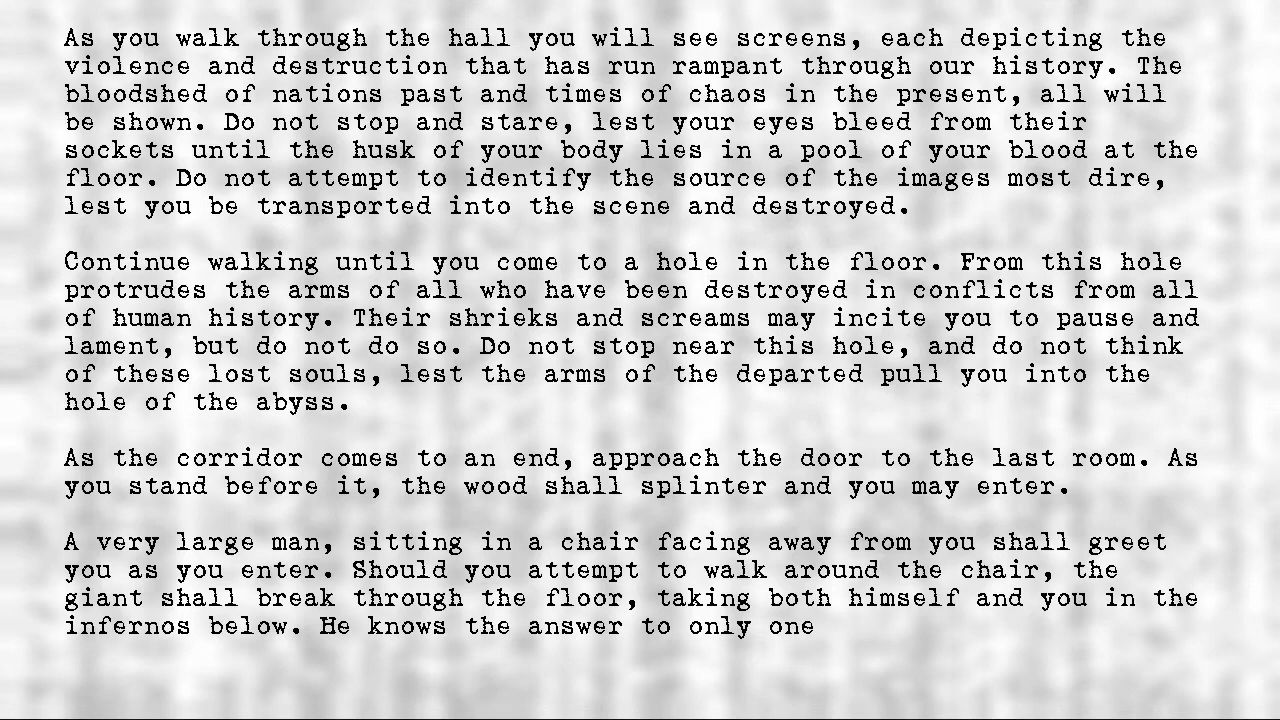 As you walk through the hall you will see screens, each depicting the
violence and destruction that has run rampant through our history. The
bloodshed of nations past and times of chaos in the present, all will
be shown. Do not stop and stare, lest your eyes bleed from their
sockets until the husk of your body lies in a pool of your blood at the
floor. Do not attempt to identify the source of the images most dire,
lest you be transported into the scene and destroyed.
Continue walking until you come to a hole in the floor. From this hole
protrudes the arms of all who have been destroyed in conflicts from all
of human history. Their shrieks and screams may incite you to pause and
lament, but do not do so. Do not stop near this hole, and do not think
of these lost souls, lest the arms of the departed pull you into the
hole of the abyss.
As the corridor comes to an end, approach the door to the last room. As
you stand before it, the wood shall splinter and you may enter.
A very large man, sitting in a chair facing away from you shall greet
you as you enter. Should you attempt to walk around the chair, the
giant shall break through the floor, taking both himself and you in the
infernos below. He knows the answer to only one